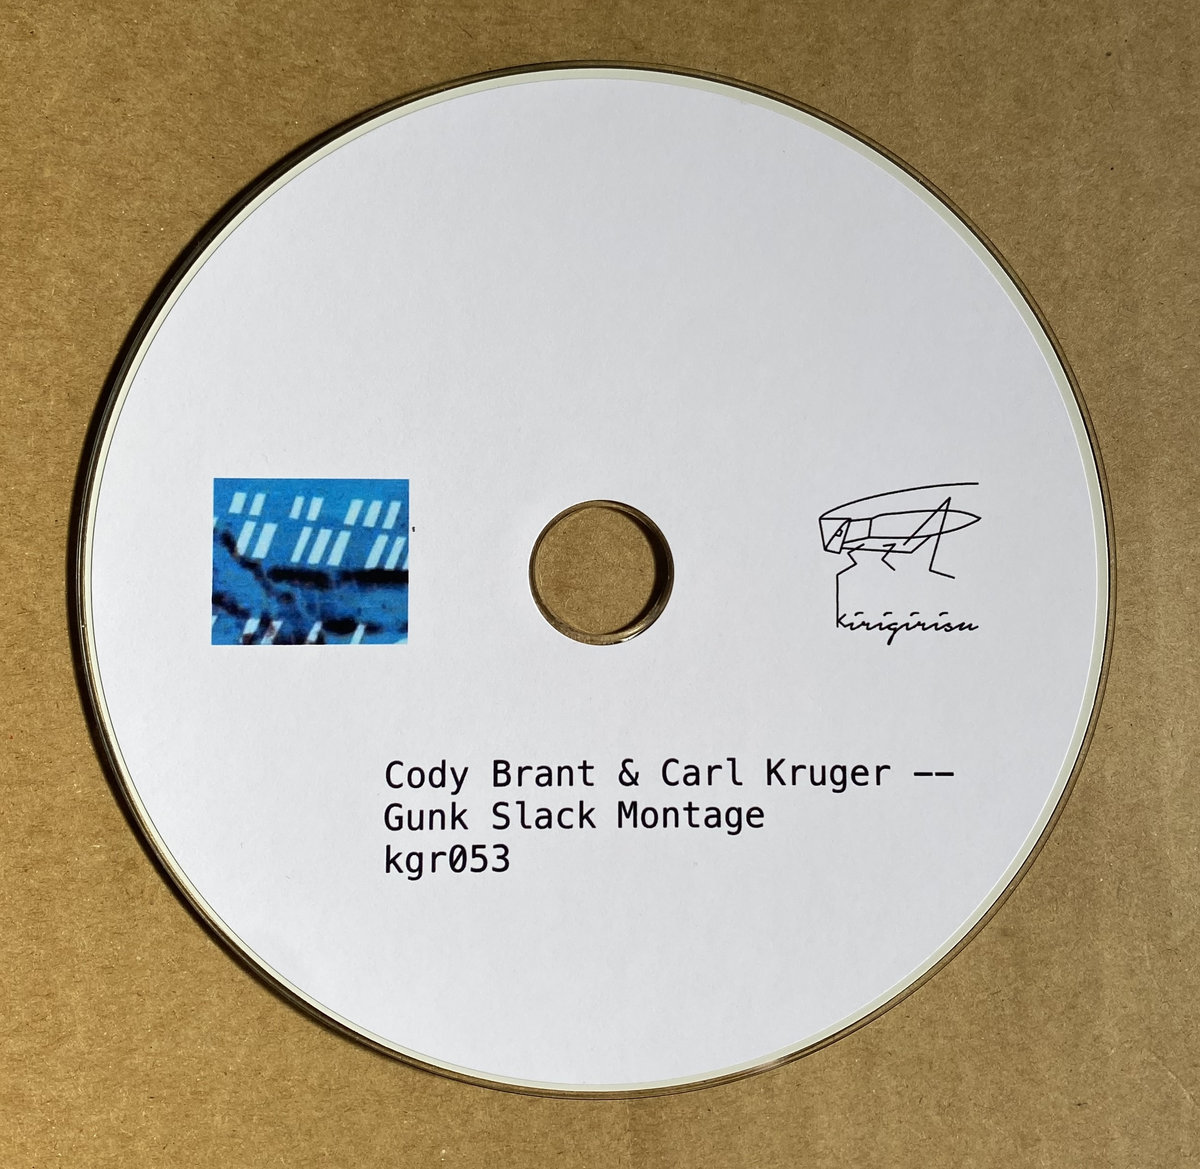 kirigirisu
Cody Brant & Carl Kruger ——
Gunk Slack Montage
kgr053